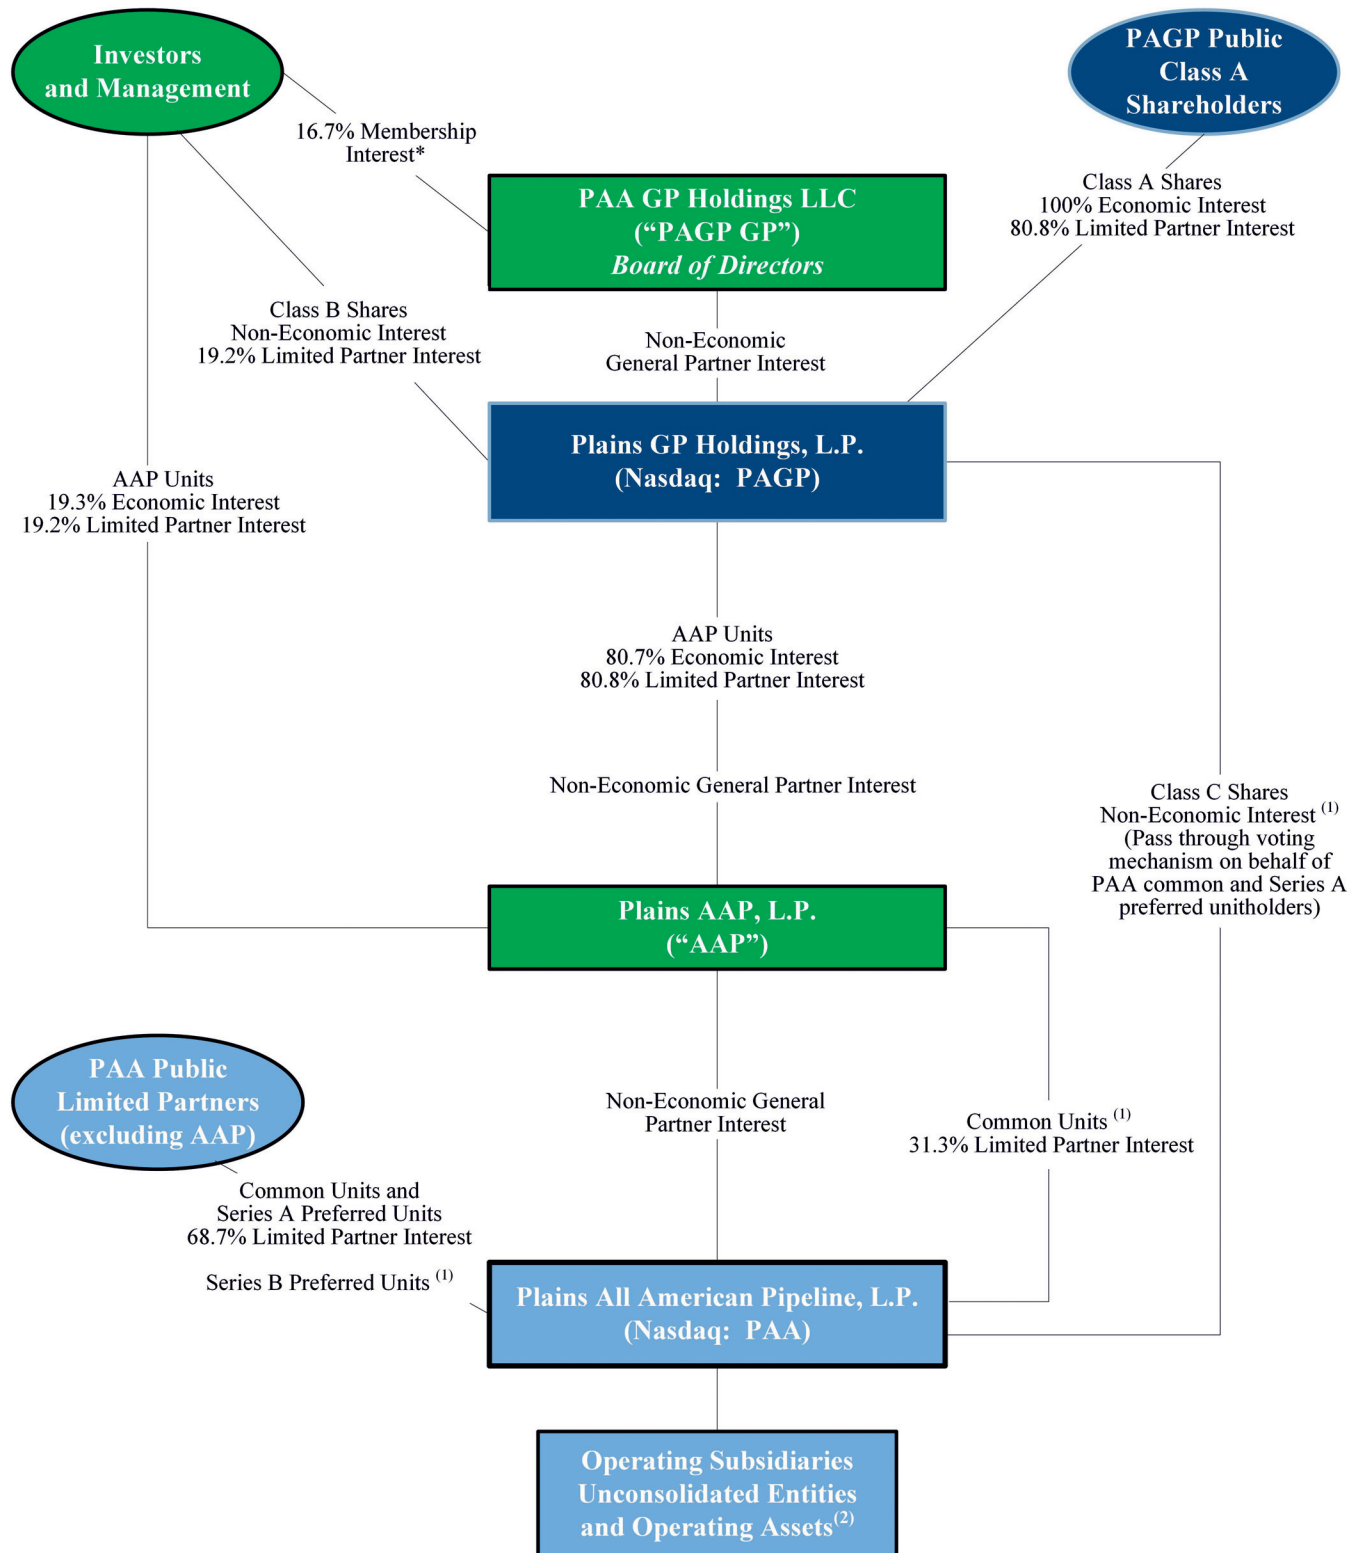 Investors
and Management
PAGP Public
Class A
Shareholders
16.7% Membership
Interest*
PAA GP Holdings LLC
(“PAGP GP”)
Board of Directors
Class A Shares
100% Economic Interest
80.8% Limited Partner Interest
Class B Shares
Non-Economic Interest
19.2% Limited Partner Interest
Non-Economic
General Partner Interest
Plains GP Holdings, L.P.
(Nasdaq:  PAGP)
AAP Units
19.3% Economic Interest
19.2% Limited Partner Interest
AAP Units
80.7% Economic Interest
80.8% Limited Partner Interest
Non-Economic General Partner Interest
Class C Shares
Non-Economic Interest (1)
(Pass through voting
mechanism on behalf of
PAA common and Series A
preferred unitholders)
Plains AAP, L.P.
(“AAP”)
PAA Public
Limited Partners
(excluding AAP)
Non-Economic General
Partner Interest
Common Units (1)
31.3% Limited Partner Interest
Common Units and
Series A Preferred Units
68.7% Limited Partner Interest
Series B Preferred Units (1)
Plains All American Pipeline, L.P.
(Nasdaq:  PAA)
Operating Subsidiaries
Unconsolidated Entities
and Operating Assets(2)